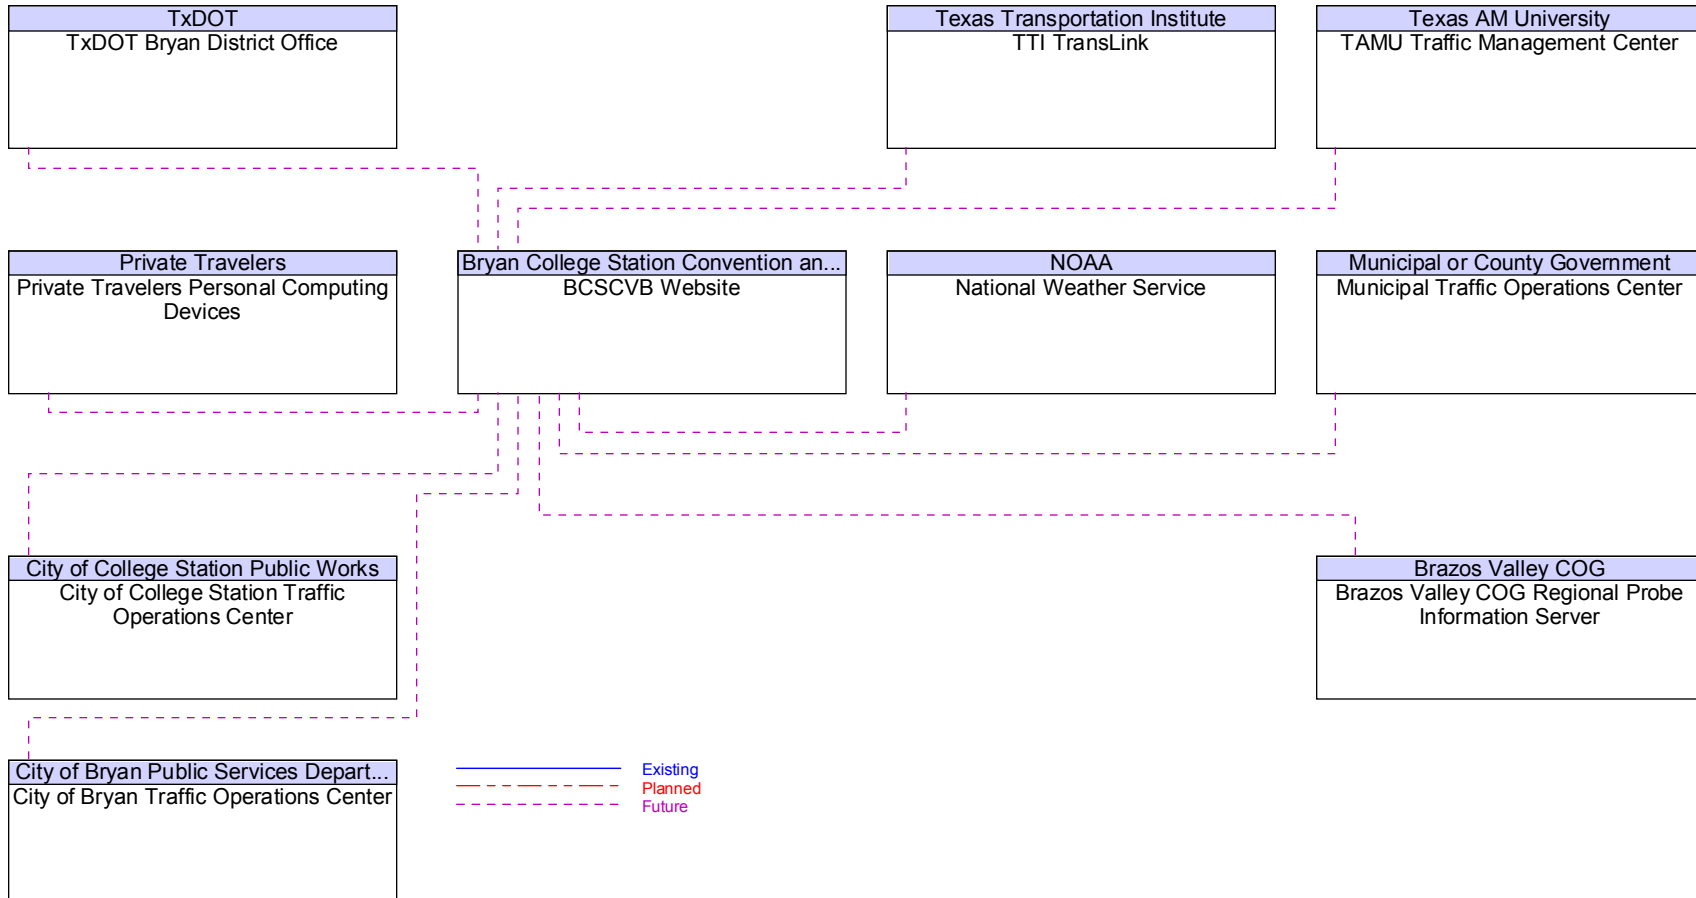 TxDOT
TxDOT Bryan District Office
Texas Transportation Institute
TTI TransLink
Texas AM University
TAMU Traffic Management Center
Private Travelers
Private Travelers Personal Computing
Devices
Bryan College Station Convention an...
BCSCVB Website
NOAA
National Weather Service
Municipal or County Government
Municipal Traffic Operations Center
City of College Station Public Works
City of College Station Traffic
Operations Center
Brazos Valley COG
Brazos Valley COG Regional Probe
Information Server
City of Bryan Public Services Depart...
City of Bryan Traffic Operations Center
Existing
Planned
Future